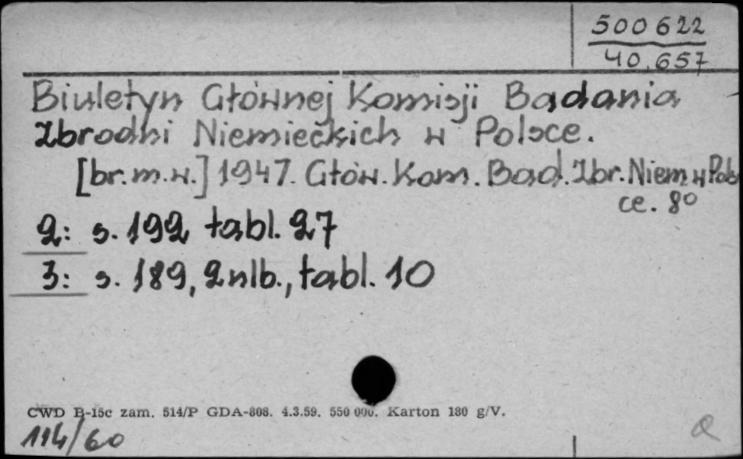 500622
40.657
Biuletyn Głównej Komisji Badania
Zbrodni Niemieckich w Polsce.
[br.m.w.] 1947. Głów. Kom. Bad. Zbr. Niem. w Pols
ce. 8º
2: s. 192 tabl. 27
3: s. 189, 2 nlb., tabl. 10
CWD B-15c zam. 514/P GDA-808. 4.3.59. 550 000. Karton 180 g/V.
114/60